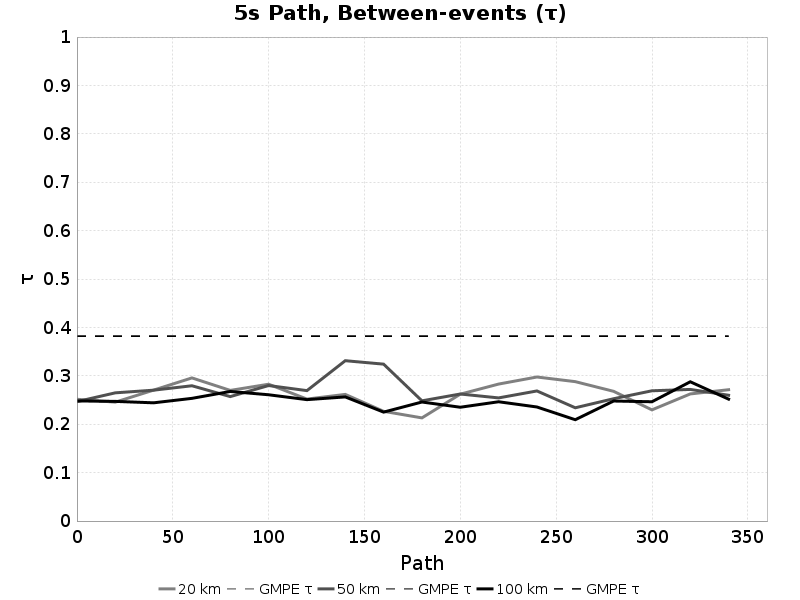 5s Path, Between-events (τ)
1
0.9
0.8
0.7
0.6
0.5
0.4
0.3
0.2
0.1
0
τ
0 50 100 150 200 250 300 350
Path
20 km GMPE τ 50 km GMPE τ 100 km GMPE τ